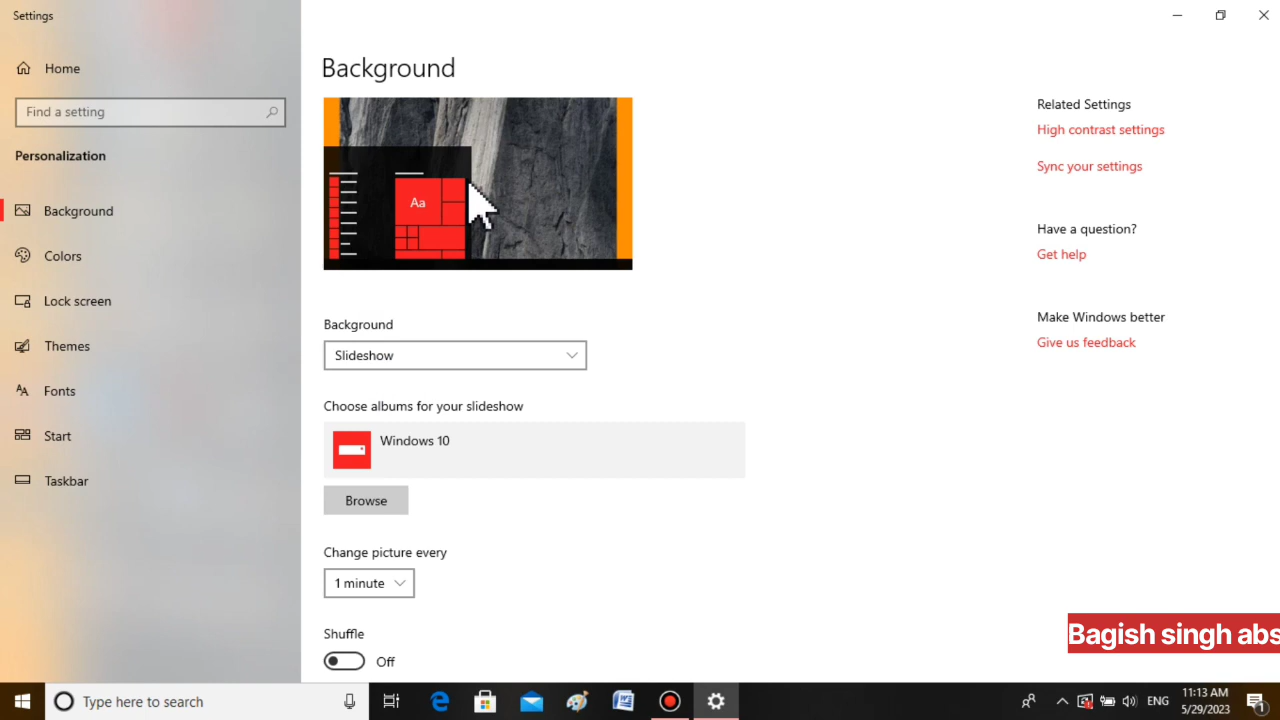 Settings
Home
Find a setting
Personalization
Background
Colors
Lock screen
Themes
Fonts
Start
Taskbar
Background
Aa
Background
Slideshow
Choose albums for your slideshow
Windows 10
Browse
Change picture every
1 minute
Shuffle
Off
Related Settings
High contrast settings
Sync your settings
Have a question?
Get help
Make Windows better
Give us feedback
Bagish singh abs
Type here to search
ENG
11:13 AM
5/29/2023
1